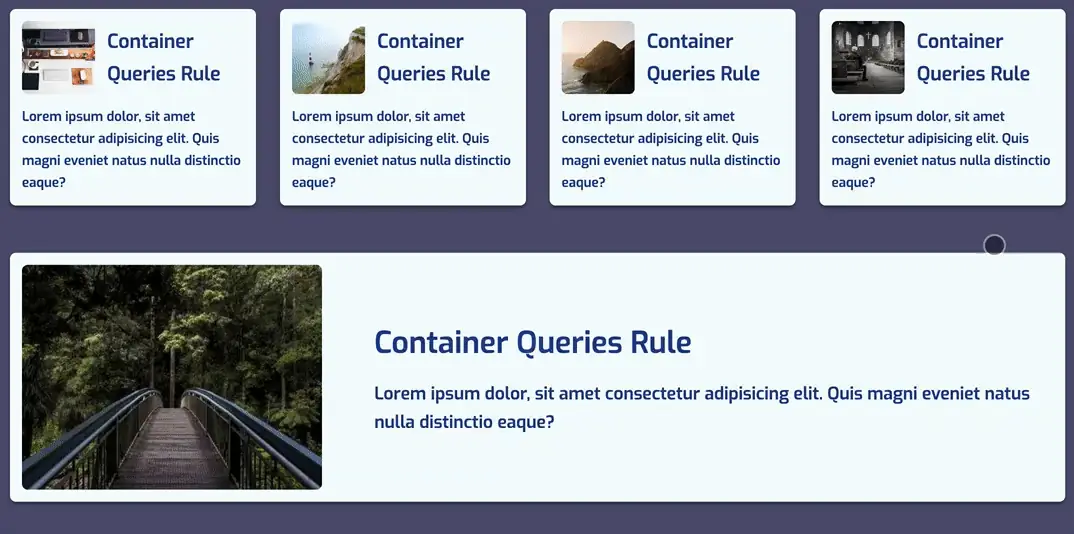 Container
Queries Rule
Lorem ipsum dolor, sit amet
consectetur adipisicing elit. Quis
magni eveniet natus nulla distinctio
eaque?
Container
Queries Rule
Lorem ipsum dolor, sit amet
consectetur adipisicing elit. Quis
magni eveniet natus nulla distinctio
eaque?
Container
Queries Rule
Lorem ipsum dolor, sit amet
consectetur adipisicing elit. Quis
magni eveniet natus nulla distinctio
eaque?
Container
Queries Rule
Lorem ipsum dolor, sit amet
consectetur adipisicing elit. Quis
magni eveniet natus nulla distinctio
eaque?
Container Queries Rule
Lorem ipsum dolor, sit amet consectetur adipisicing elit. Quis magni eveniet natus
nulla distinctio eaque?